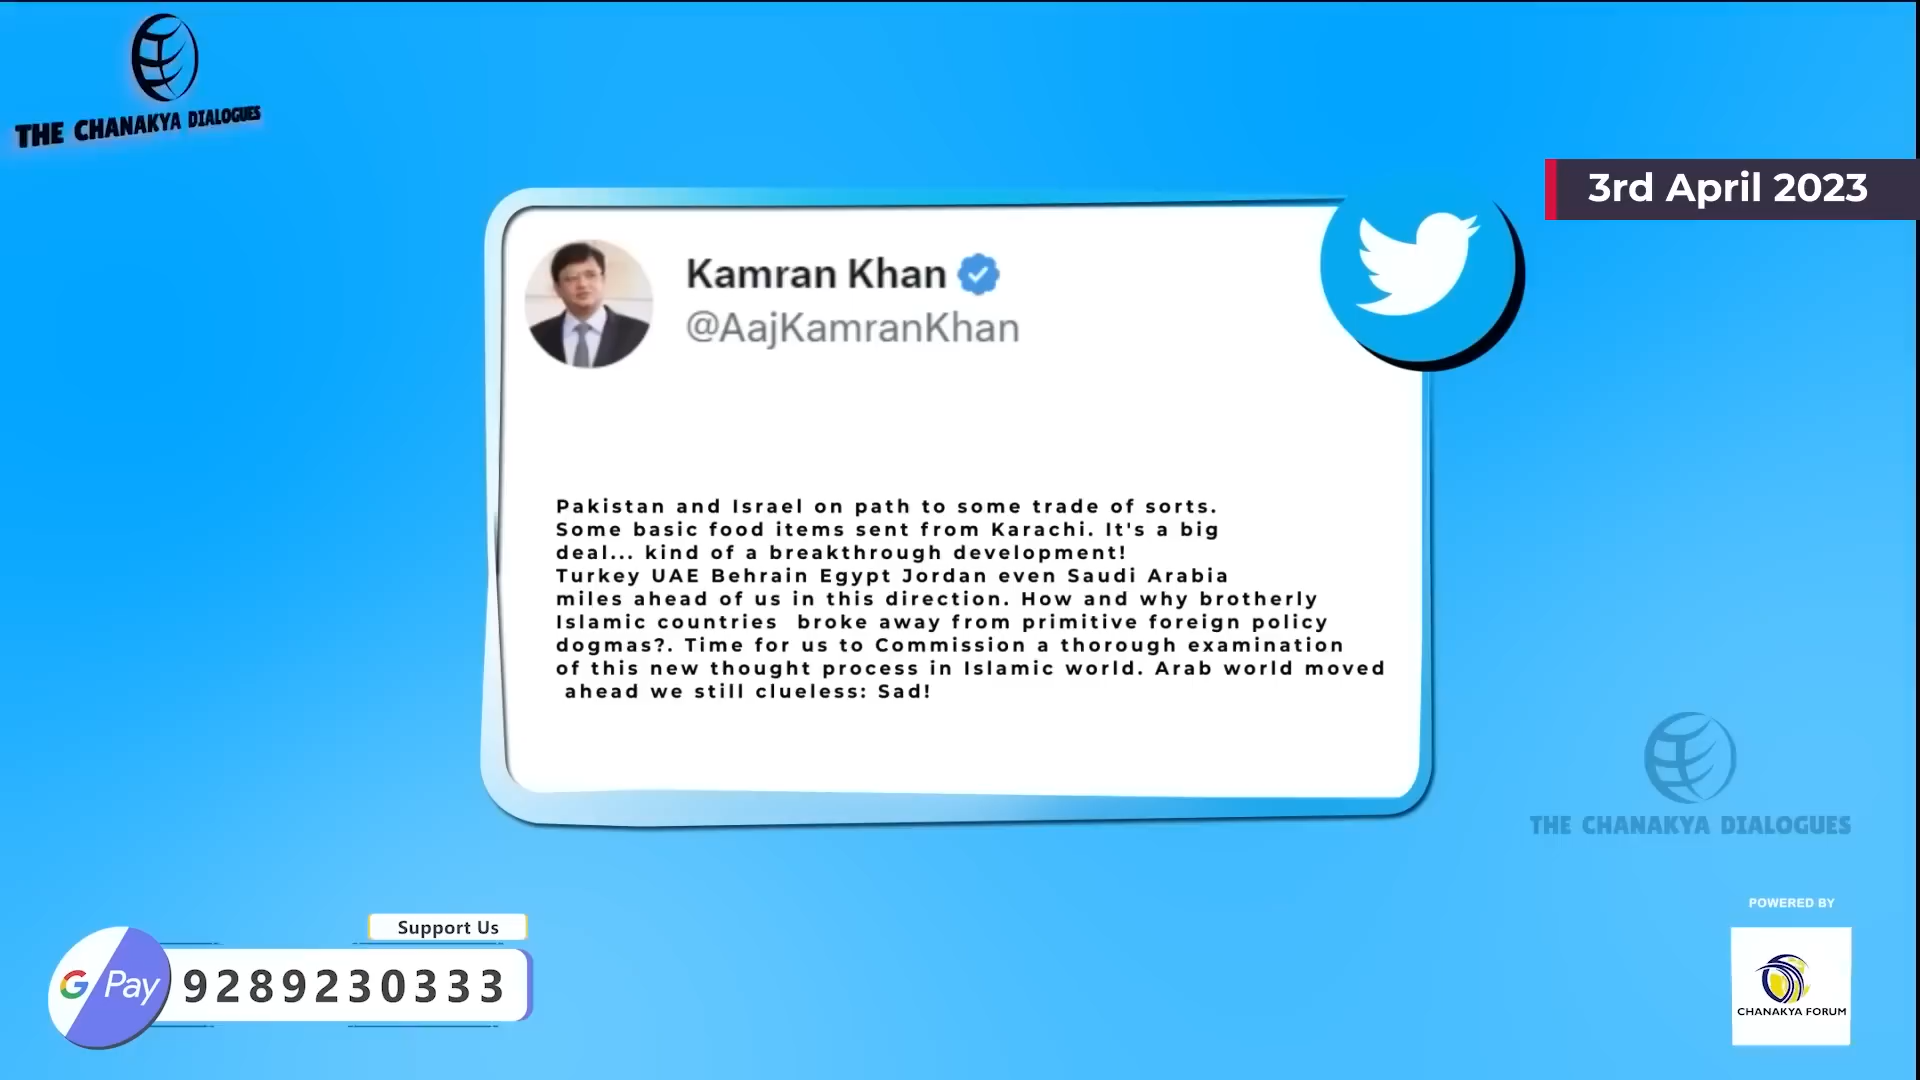 THE CHANAKYA DIALOGUES
3rd April 2023
Kamran Khan
@AajKamranKhan
Pakistan and Israel on path to some trade of sorts.
Some basic food items sent from Karachi. It's a big
deal... kind of a breakthrough development!
Turkey UAE Behrain Egypt Jordan even Saudi Arabia
miles ahead of us in this direction. How and why brotherly
Islamic countries  broke away from primitive foreign policy
dogmas?. Time for us to Commission a thorough examination
of this new thought process in Islamic world. Arab world moved
ahead we still clueless: Sad!
THE CHANAKYA DIALOGUES
POWERED BY
CHANAKYA FORUM
Support Us
G Pay
9289230333